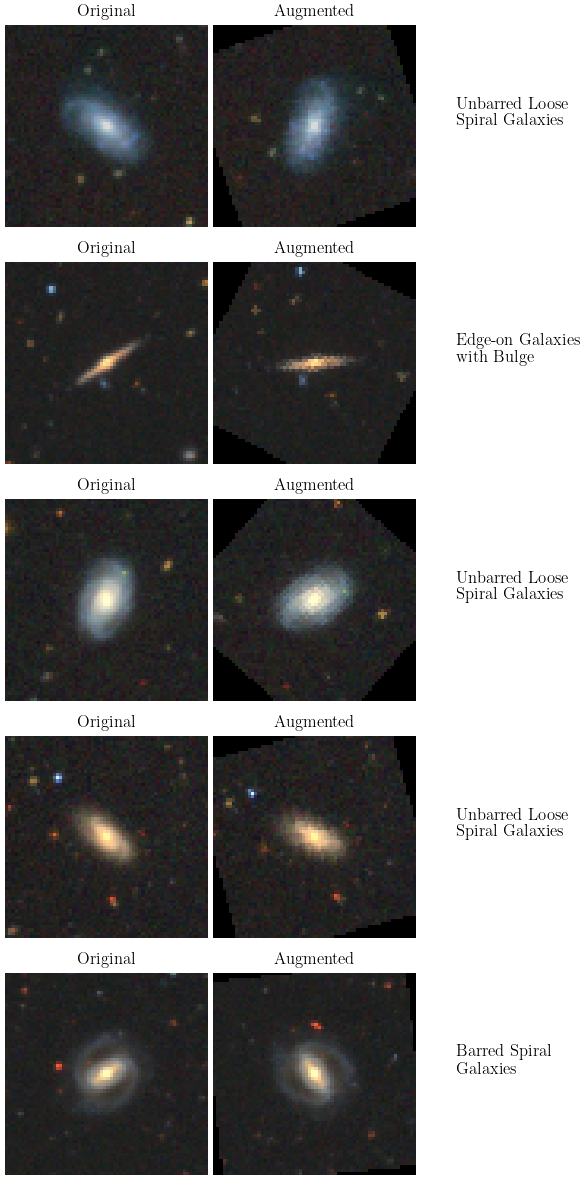 Original
Augmented
Unbarred Loose
Spiral Galaxies
Original
Augmented
Edge-on Galaxies
with Bulge
Original
Augmented
Unbarred Loose
Spiral Galaxies
Original
Augmented
Unbarred Loose
Spiral Galaxies
Original
Augmented
Barred Spiral
Galaxies